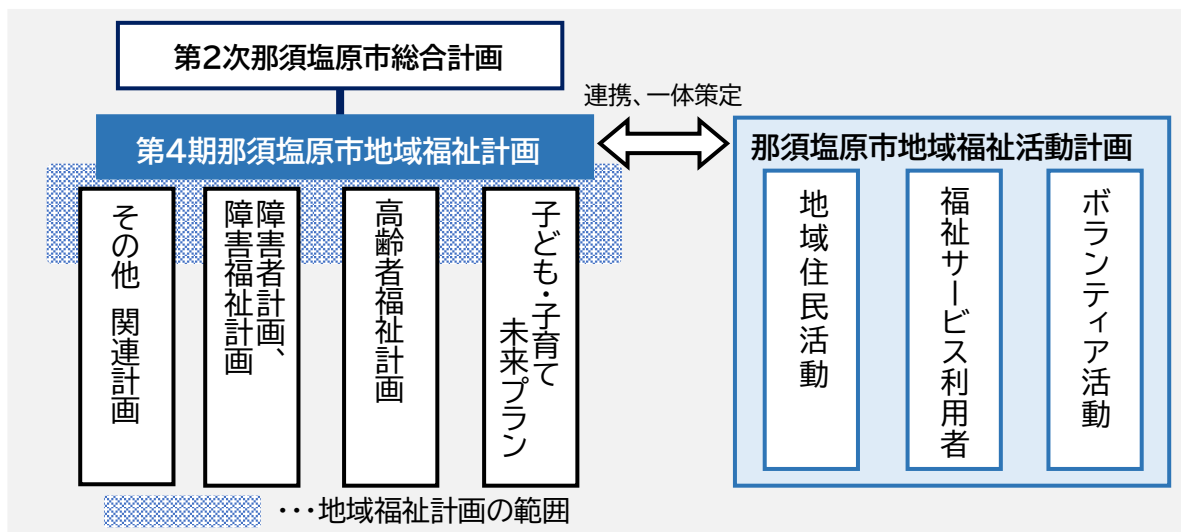 第2次那須塩原市総合計画
連携、一体策定
第4期那須塩原市地域福祉計画
那須塩原市地域福祉活動計画
その他 関連計画
障害者計画、
障害福祉計画
高齢者福祉計画
子ども・子育て
未来プラン
地域住民活動
福祉サービス利用者
ボランティア活動
･･･地域福祉計画の範囲